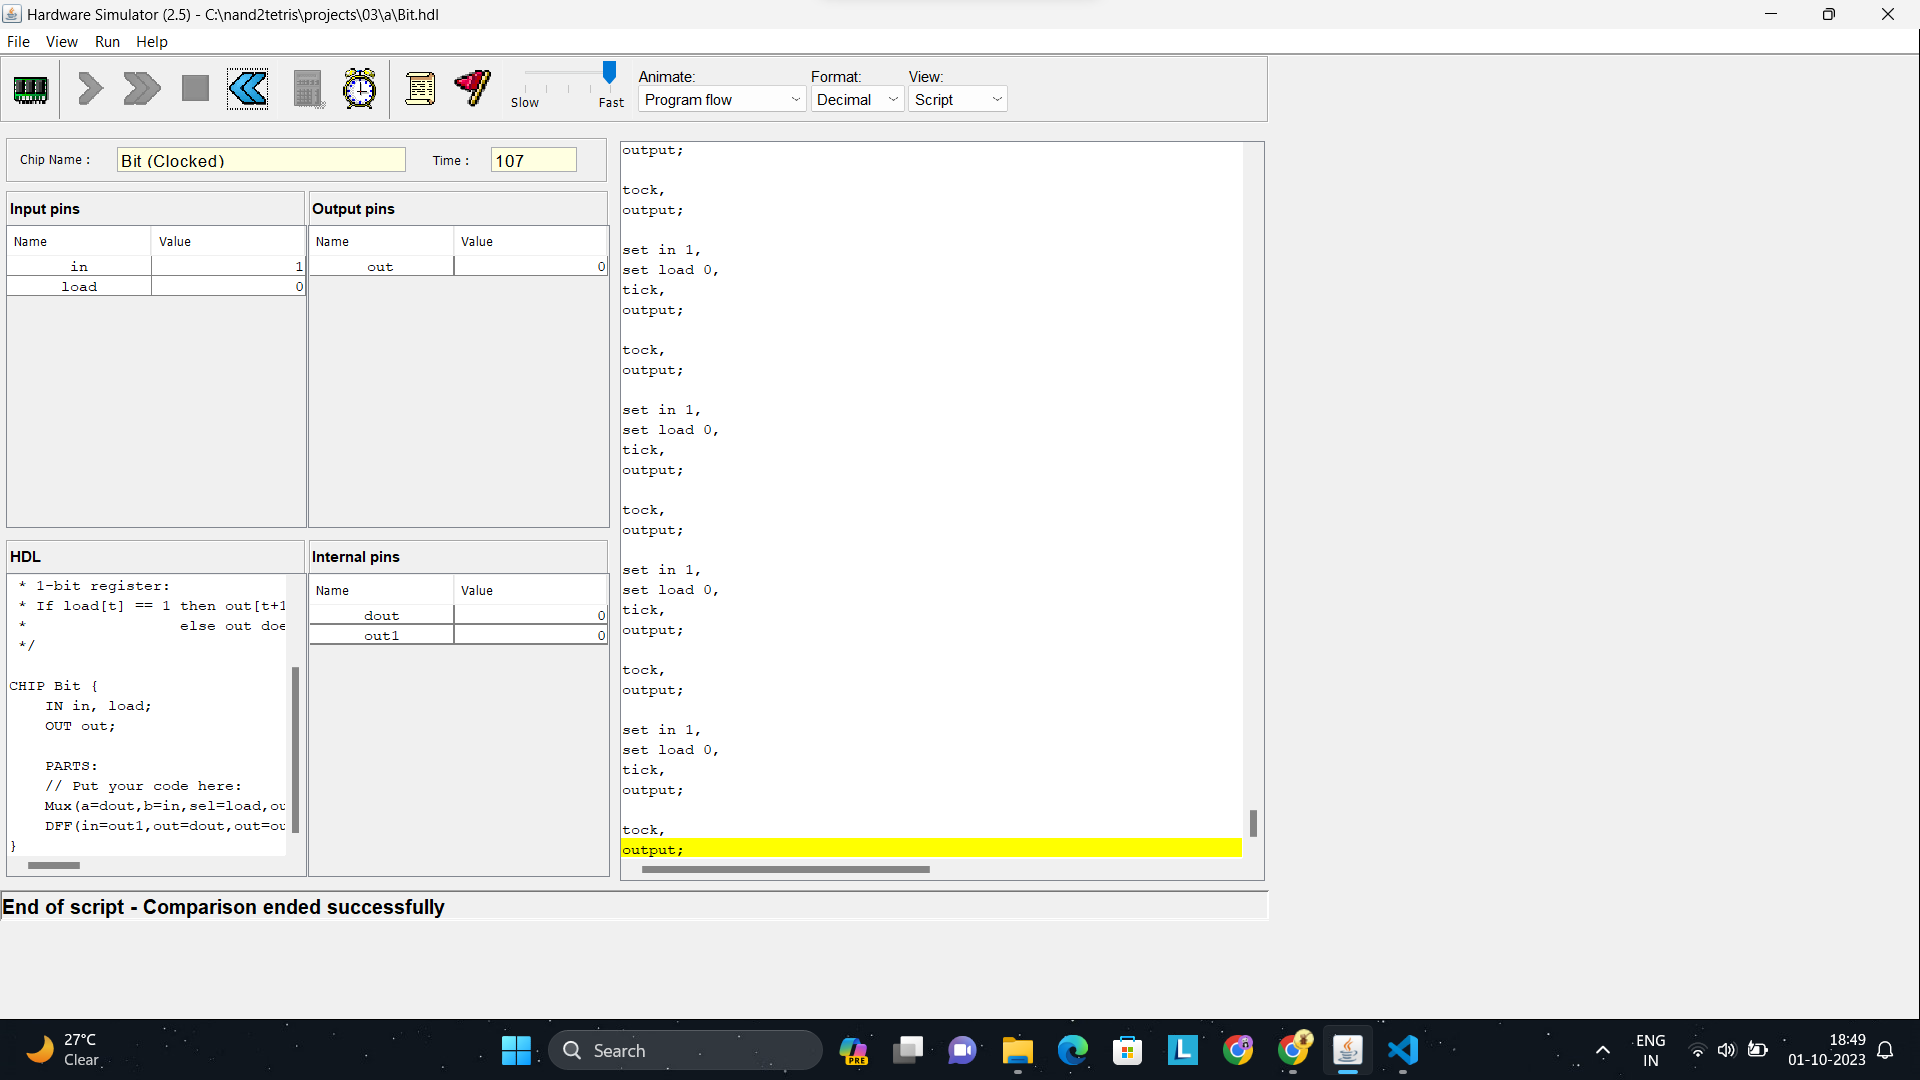 Hardware Simulator (2.5) - C:\nand2tetris\projects\03\a\Bit.hdl
File View Run Help
Slow Fast
Animate: Format: View:
Program flow Decimal Script
Chip Name : Bit (Clocked) Time : 107
Input pins
Name Value
in 1
load 0
Output pins
Name Value
out 0
HDL
* 1-bit register:
* If load[t] == 1 then out[t+1
* else out doe
*/
CHIP Bit {
IN in, load;
OUT out;
PARTS:
// Put your code here:
Mux(a=dout,b=in,sel=load,ou
DFF(in=out1,out=dout,out=ou
}
Internal pins
Name Value
dout 0
out1 0
output;
tock,
output;
set in 1,
set load 0,
tick,
output;
tock,
output;
set in 1,
set load 0,
tick,
output;
tock,
output;
set in 1,
set load 0,
tick,
output;
tock,
output;
set in 1,
set load 0,
tick,
output;
tock,
output;
End of script - Comparison ended successfully
27°C
Clear
Search
PRE
L
ENG
IN
18:49
01-10-2023